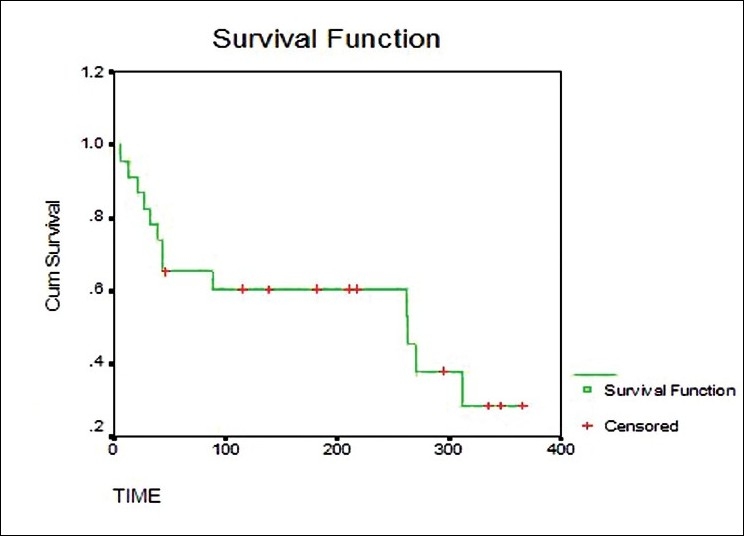 Survival Function
1.2
1.0
.8
.6
.4
.2
Cum Survival
0 100 200 300 400
TIME
Survival Function
Censored